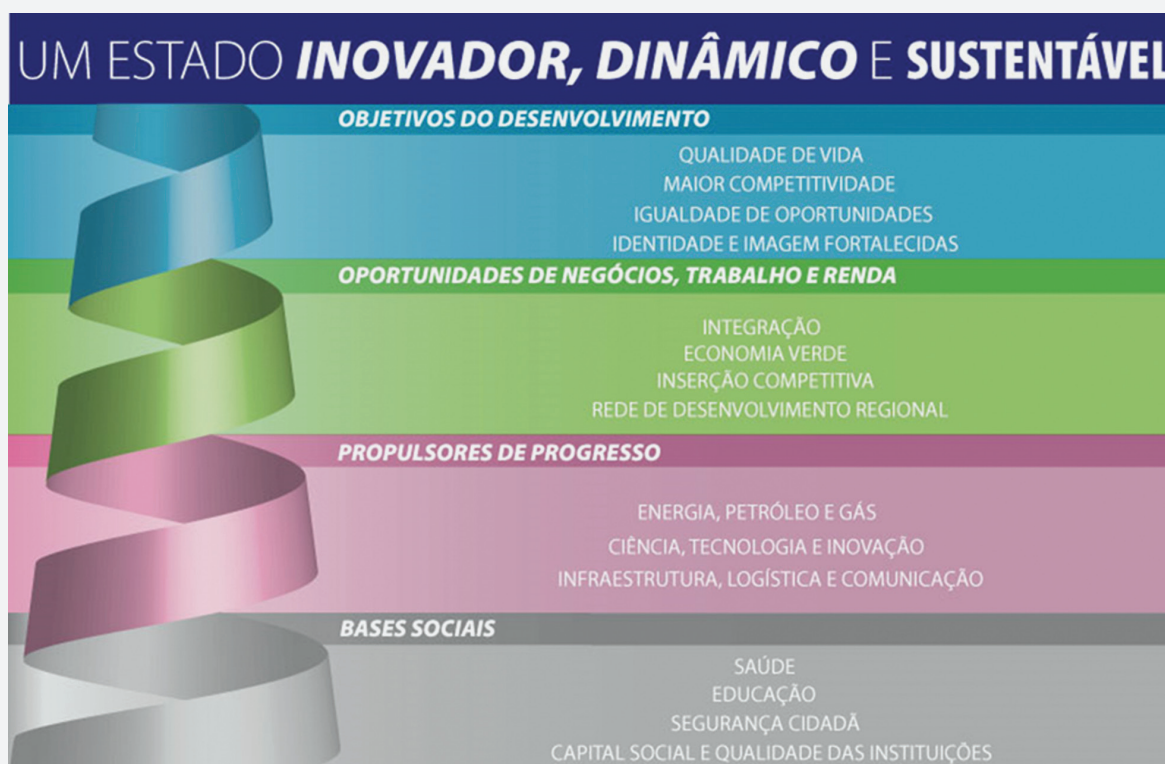 UM ESTADO INOVADOR, DINÂMICO E SUSTENTÁVEL
OBJETIVOS DO DESENVOLVIMENTO
QUALIDADE DE VIDA
MAIOR COMPETITIVIDADE
IGUALDADE DE OPORTUNIDADES
IDENTIDADE E IMAGEM FORTALECIDAS
OPORTUNIDADES DE NEGÓCIOS, TRABALHO E RENDA
INTEGRAÇÃO
ECONOMIA VERDE
INSERÇÃO COMPETITIVA
REDE DE DESENVOLVIMENTO REGIONAL
PROPULSORES DE PROGRESSO
ENERGIA, PETRÓLEO E GÁS
CIÊNCIA, TECNOLOGIA E INOVAÇÃO
INFRAESTRUTURA, LOGÍSTICA E COMUNICAÇÃO
BASES SOCIAIS
SAÚDE
EDUCAÇÃO
SEGURANÇA CIDADÃ
CAPITAL SOCIAL E QUALIDADE DAS INSTITUIÇÕES